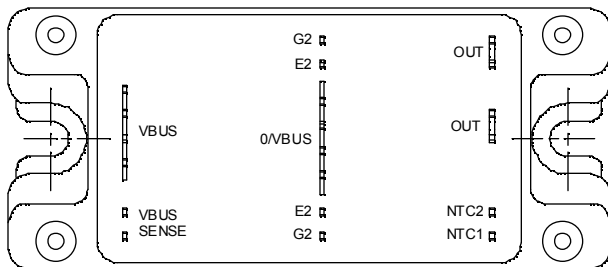 G2
OUT
E2
VBUS
0/VBUS
OUT
VBUS
SENSE
E2
NTC2
G2
NTC1